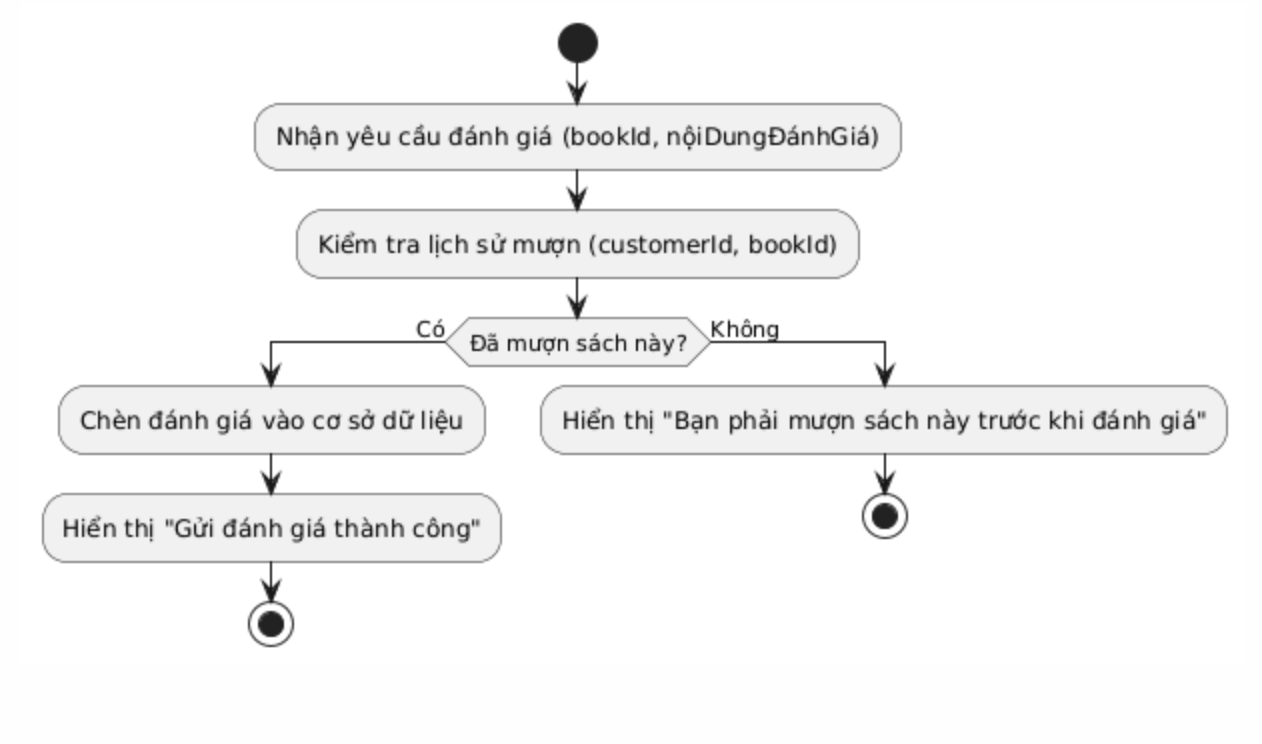 Nhận yêu cầu đánh giá (bookId, nộiDungĐánhGiá)
Kiểm tra lịch sử mượn (customerId, bookId)
Có
Đã mượn sách này?
Không
Chèn đánh giá vào cơ sở dữ liệu
Hiển thị "Bạn phải mượn sách này trước khi đánh giá"
Hiển thị "Gửi đánh giá thành công"